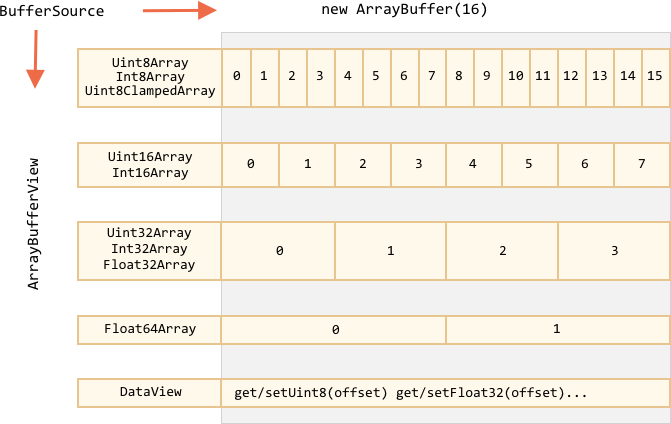 BufferSource
new ArrayBuffer(16)
ArrayBufferView
Uint8Array
Int8Array
Uint8ClampedArray
0 1 2 3 4 5 6 7 8 9 10 11 12 13 14 15
Uint16Array
Int16Array
0 1 2 3 4 5 6 7
Uint32Array
Int32Array
Float32Array
0 1 2 3
Float64Array
0 1
DataView
get/setUint8(offset) get/setFloat32(offset)...